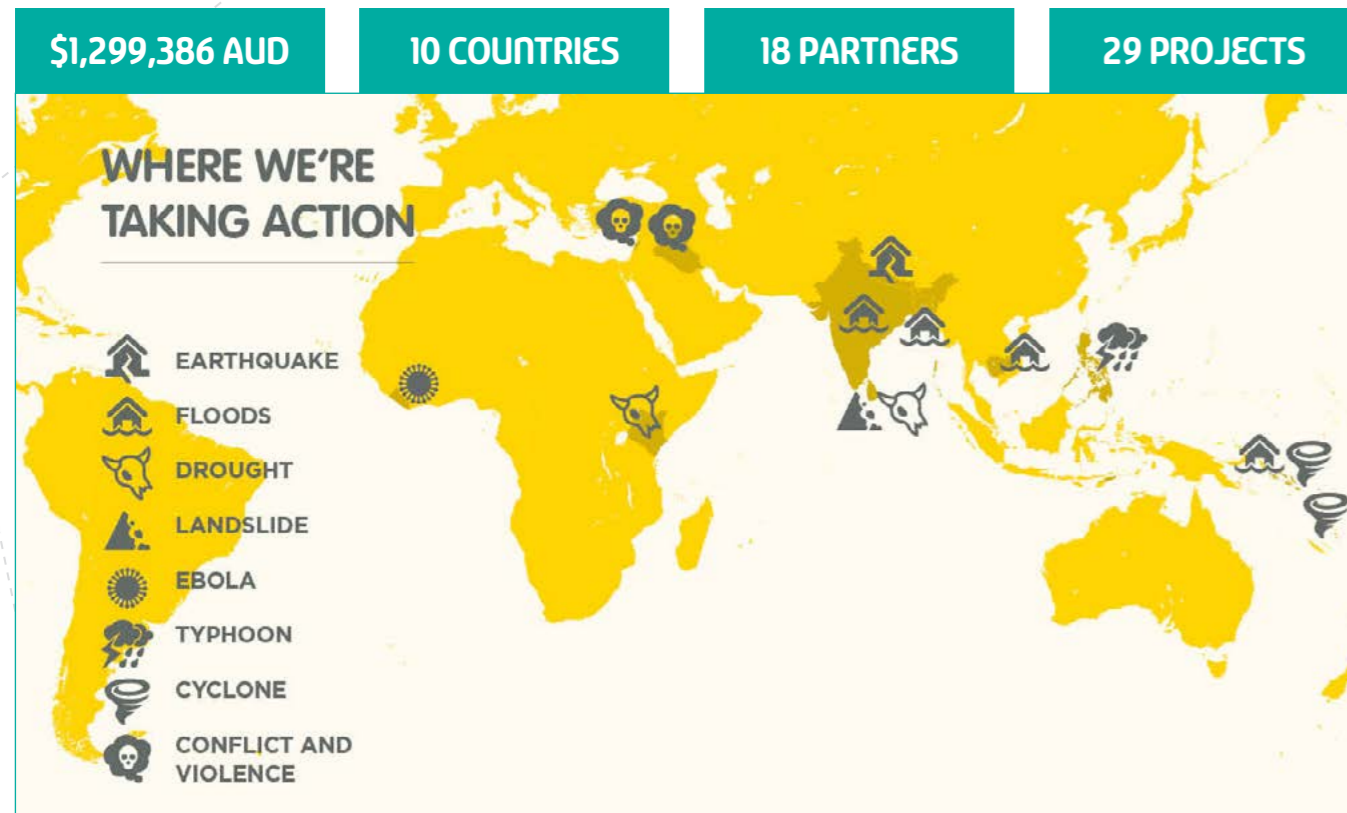 $1,299,386 AUD
10 COUNTRIES
18 PARTNERS
29 PROJECTS
WHERE WE'RE
TAKING ACTION
EARTHQUAKE
FLOODS
DROUGHT
LANDSLIDE
EBOLA
TYPHOON
CYCLONE
CONFLICT AND
VIOLENCE